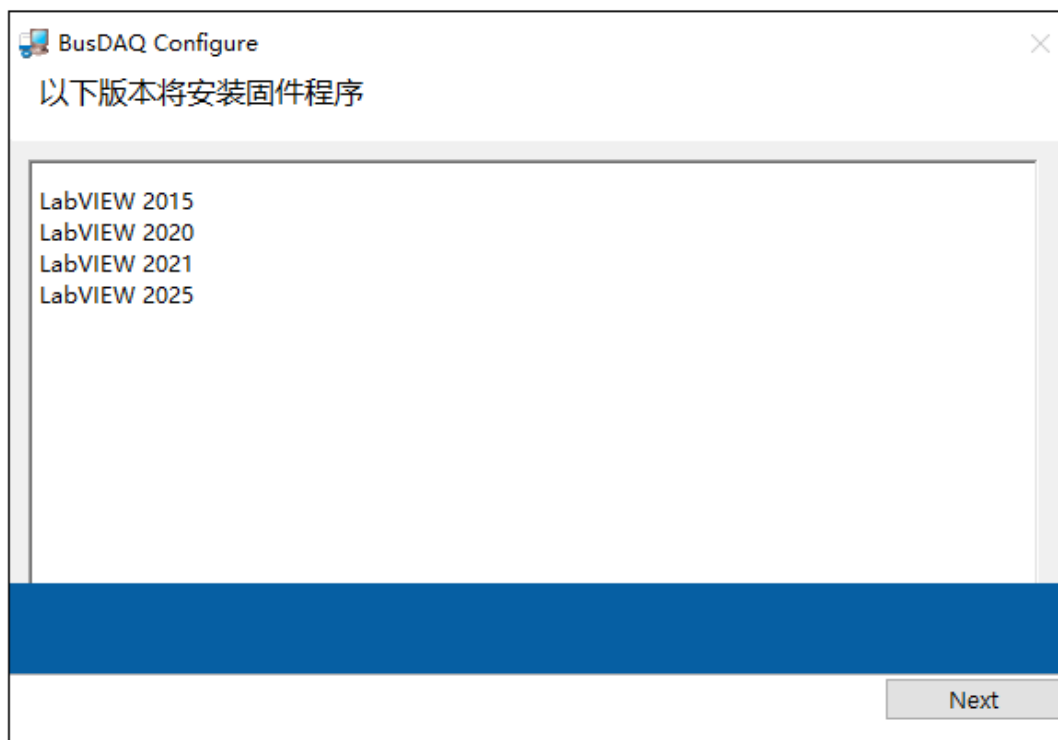 BusDAQ Configure
以下版本将安装固件程序
LabVIEW 2015
LabVIEW 2020
LabVIEW 2021
LabVIEW 2025
Next